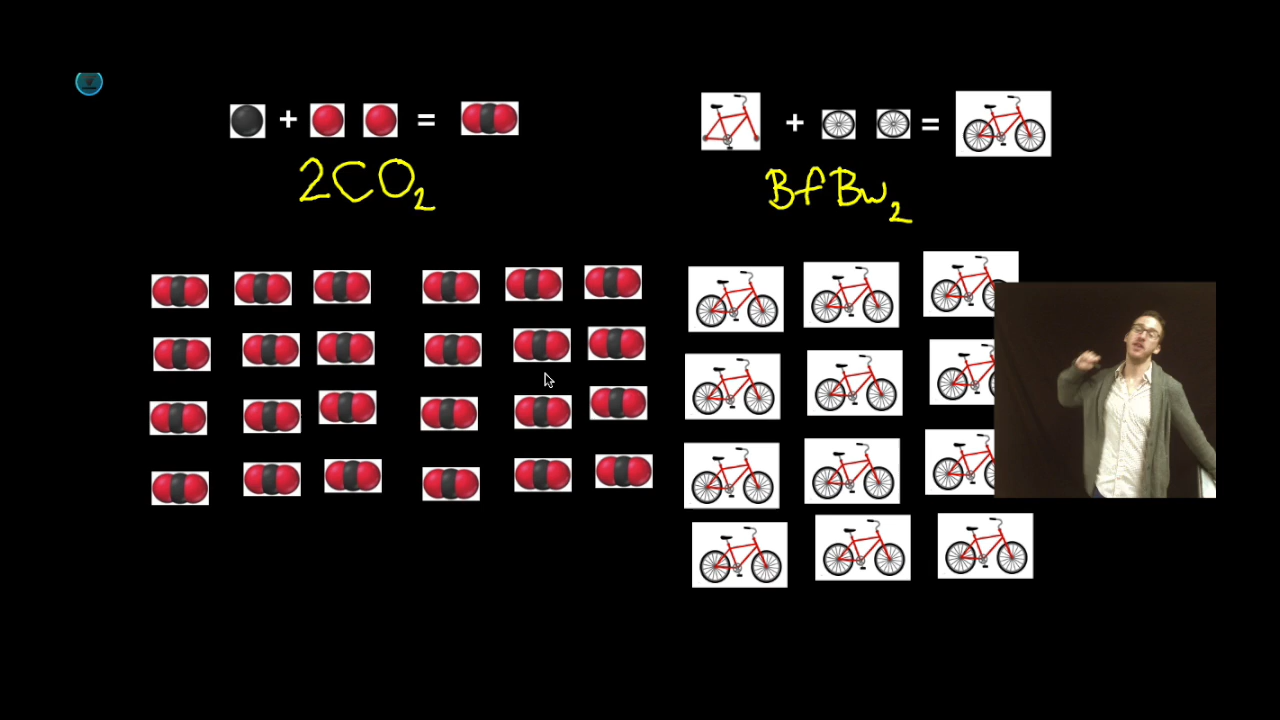 + =
+ =
2CO₂
BfBw₂